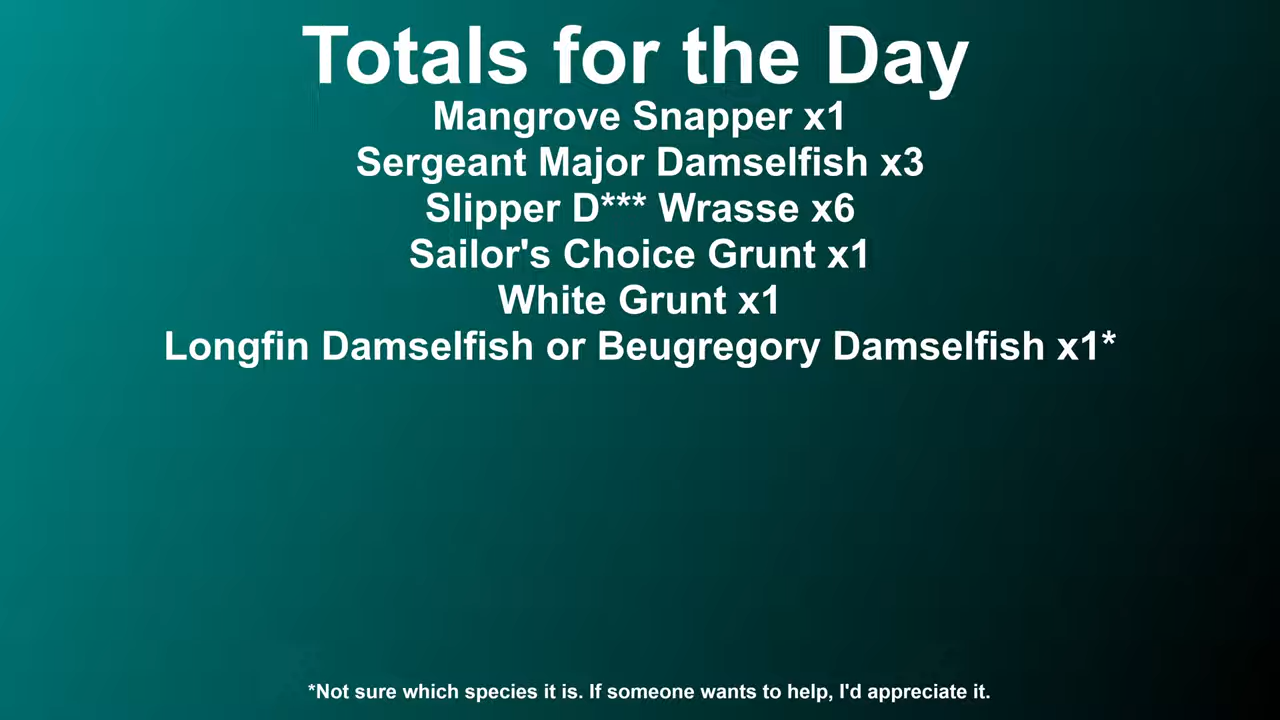 Totals for the Day
Mangrove Snapper x1
Sergeant Major Damselfish x3
Slipper D*** Wrasse x6
Sailor's Choice Grunt x1
White Grunt x1
Longfin Damselfish or Beugregory Damselfish x1*
*Not sure which species it is. If someone wants to help, I'd appreciate it.